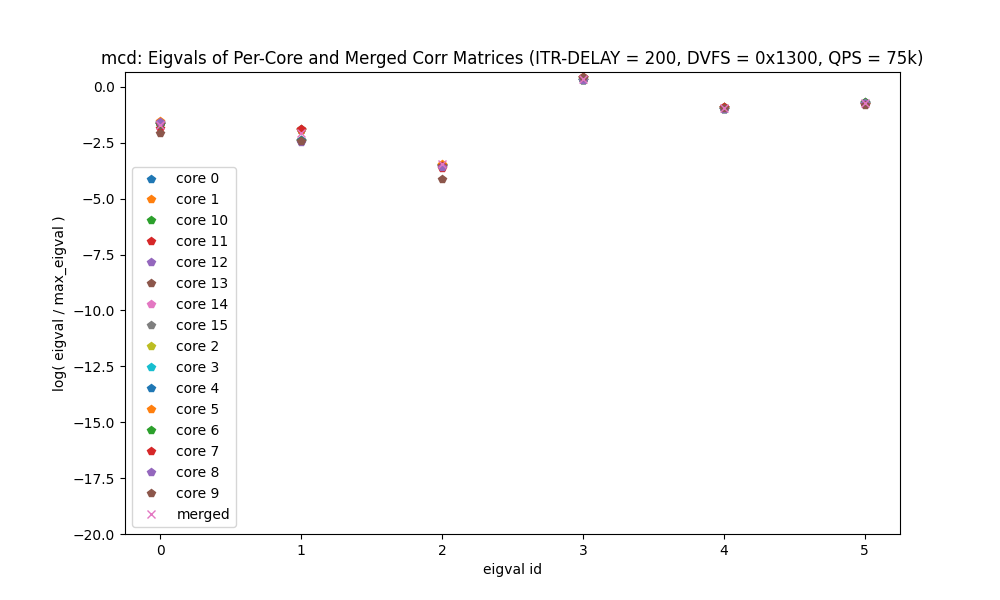 mcd: Eigvals of Per-Core and Merged Corr Matrices (ITR-DELAY = 200, DVFS = 0x1300, QPS = 75k)
log( eigval / max_eigval )
0.0
−2.5
−5.0
−7.5
−10.0
−12.5
−15.0
−17.5
−20.0
core 0
core 1
core 10
core 11
core 12
core 13
core 14
core 15
core 2
core 3
core 4
core 5
core 6
core 7
core 8
core 9
merged
0 1 2 3 4 5
eigval id